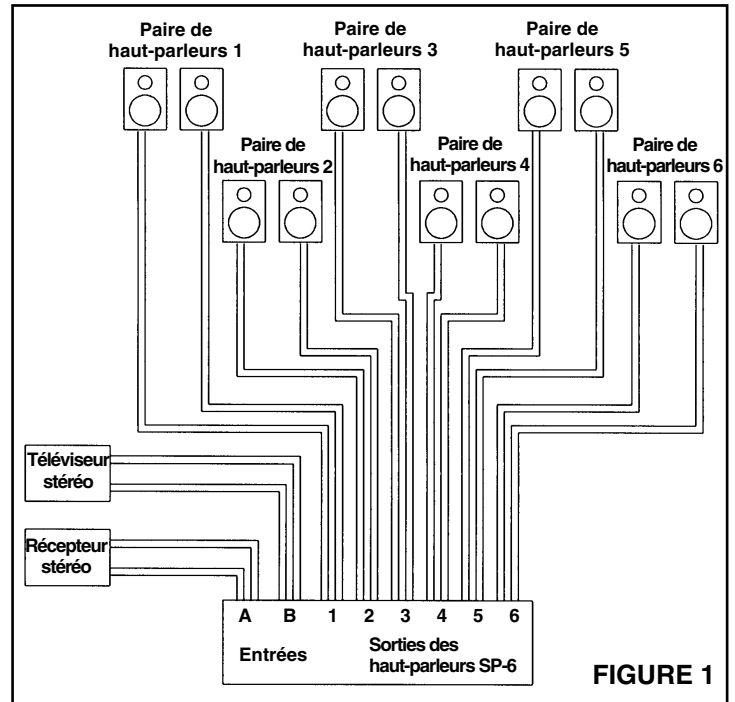 Paire de
haut-parleurs 1
Paire de
haut-parleurs 3
Paire de
haut-parleurs 5
Paire de
haut-parleurs 2
Paire de
haut-parleurs 4
Paire de
haut-parleurs 6
Téléviseur
stéréo
Récepteur
stéréo
A B 1 2 3 4 5 6
Entrées
Sorties des
haut-parleurs SP-6
FIGURE 1